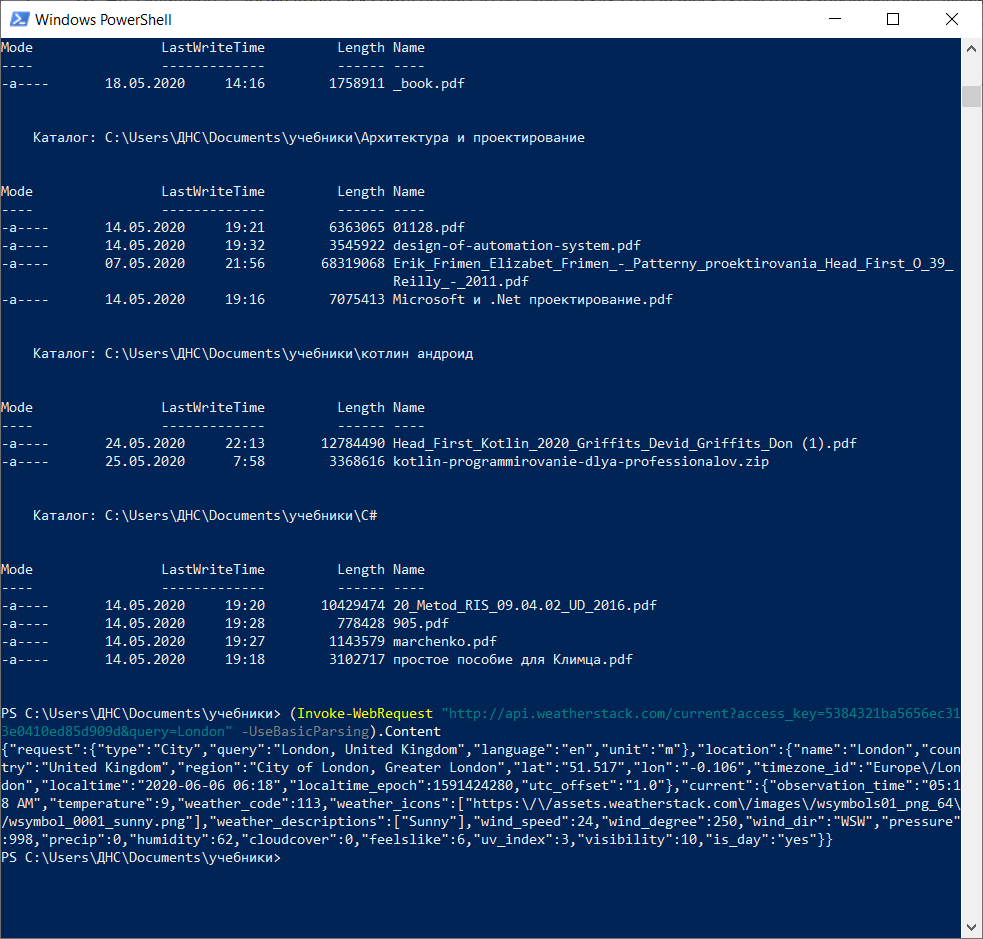 Windows PowerShell
Mode LastWriteTime Length Name
---- ------------- ------ ----
-a---- 18.05.2020 14:16 1758911 _book.pdf
Каталог: C:\Users\ДНС\Documents\учебники\Архитектура и проектирование
Mode LastWriteTime Length Name
---- ------------- ------ ----
-a---- 14.05.2020 19:21 6363065 01128.pdf
-a---- 14.05.2020 19:32 3545922 design-of-automation-system.pdf
-a---- 07.05.2020 21:56 68319068 Erik_Frimen_Elizabet_Frimen_-_Patterny_proektirovania_Head_First_O_39_
Reilly_-_2011.pdf
-a---- 14.05.2020 19:16 7075413 Microsoft и .Net проектирование.pdf
Каталог: C:\Users\ДНС\Documents\учебники\котлин андроид
Mode LastWriteTime Length Name
---- ------------- ------ ----
-a---- 24.05.2020 22:13 12784490 Head_First_Kotlin_2020_Griffits_Devid_Griffits_Don (1).pdf
-a---- 25.05.2020 7:58 3368616 kotlin-programmirovanie-dlya-professionalov.zip
Каталог: C:\Users\ДНС\Documents\учебники\C#
Mode LastWriteTime Length Name
---- ------------- ------ ----
-a---- 14.05.2020 19:20 10429474 20_Metod_RIS_09.04.02_UD_2016.pdf
-a---- 14.05.2020 19:28 778428 905.pdf
-a---- 14.05.2020 19:27 1143579 marchenko.pdf
-a---- 14.05.2020 19:18 3102717 простое пособие для Климца.pdf
PS C:\Users\ДНС\Documents\учебники> (Invoke-WebRequest "http://api.weatherstack.com/current?access_key=5384321ba5656ec31
3e0410ed85d909d&query=London" -UseBasicParsing).Content
{"request":{"type":"City","query":"London, United Kingdom","language":"en","unit":"m"},"location":{"name":"London","coun
try":"United Kingdom","region":"City of London, Greater London","lat":"51.517","lon":"-0.106","timezone_id":"Europe\/Lon
don","localtime":"2020-06-06 06:18","localtime_epoch":1591424280,"utc_offset":"1.0"},"current":{"observation_time":"05:1
8 AM","temperature":9,"weather_code":113,"weather_icons":["https:\/\/assets.weatherstack.com\/images\/wsymbols01_png_64\
/wsymbol_0001_sunny.png"],"weather_descriptions":["Sunny"],"wind_speed":24,"wind_degree":250,"wind_dir":"WSW","pressure"
:998,"precip":0,"humidity":62,"cloudcover":0,"feelslike":6,"uv_index":3,"visibility":10,"is_day":"yes"}}
PS C:\Users\ДНС\Documents\учебники>